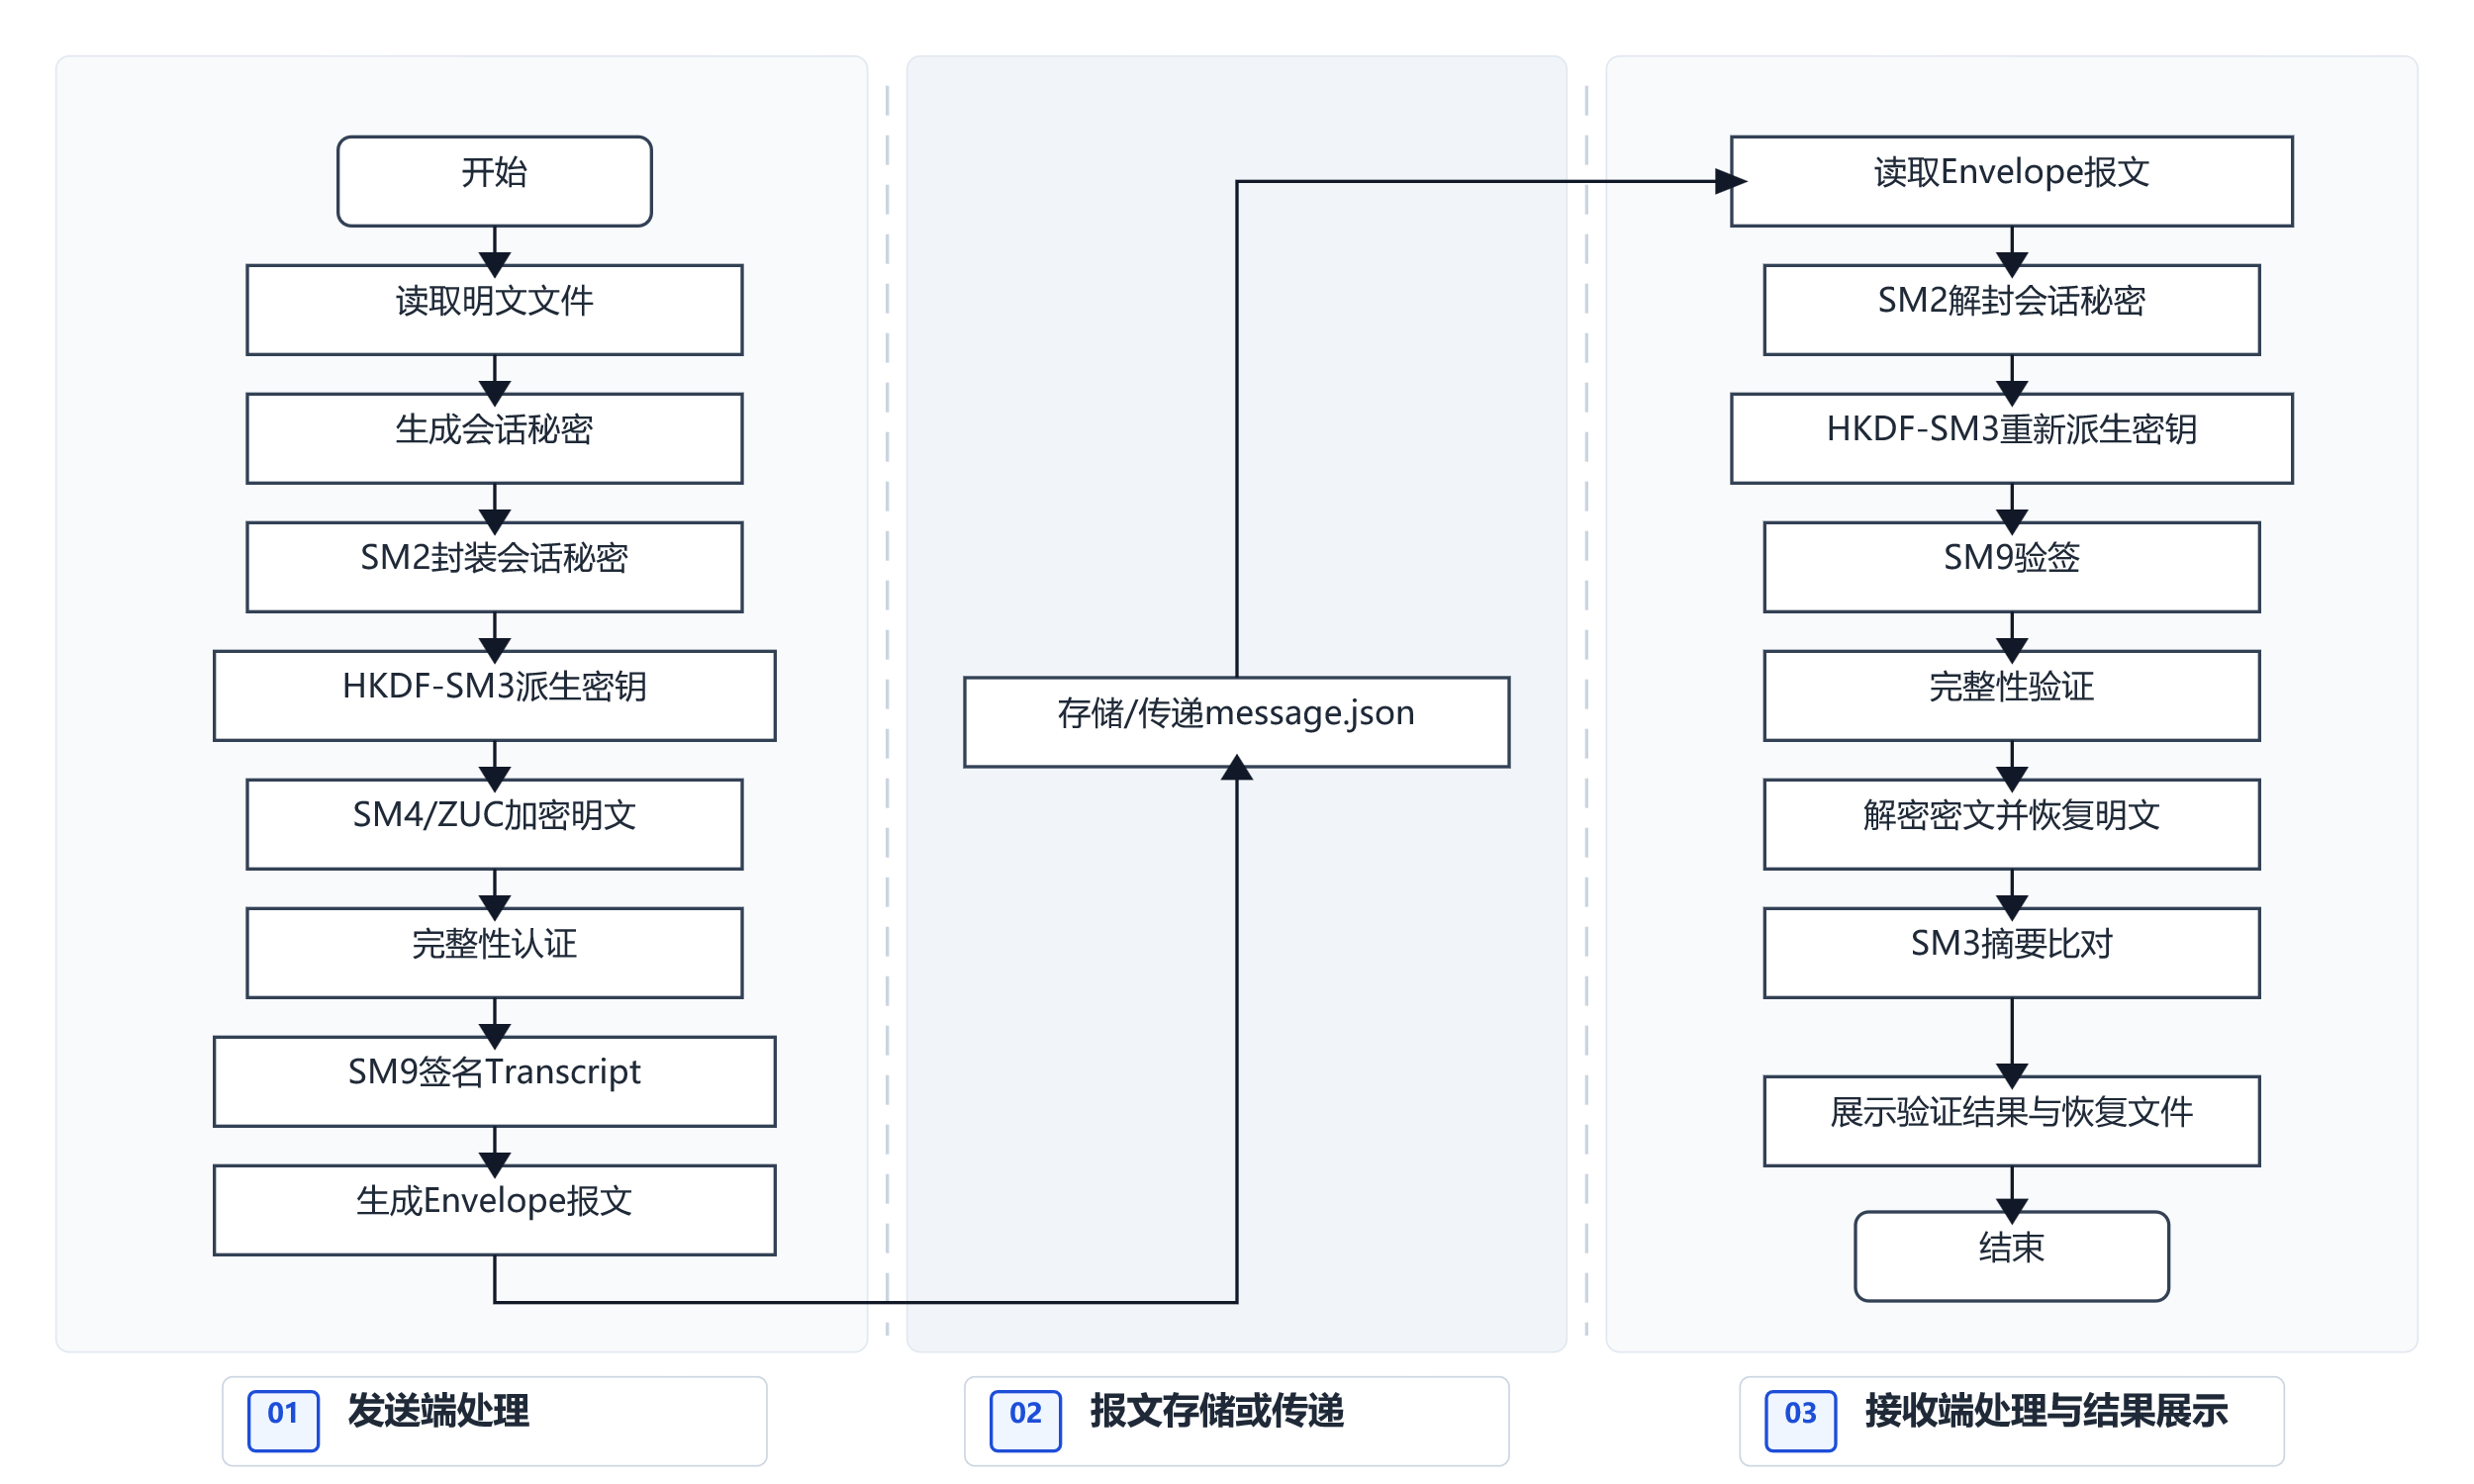 开始
读取明文文件
生成会话秘密
SM2封装会话秘密
HKDF-SM3派生密钥
SM4/ZUC加密明文
完整性认证
SM9签名Transcript
生成Envelope报文
存储/传递message.json
读取Envelope报文
SM2解封会话秘密
HKDF-SM3重新派生密钥
SM9验签
完整性验证
解密密文并恢复明文
SM3摘要比对
展示验证结果与恢复文件
结束
01 发送端处理
02 报文存储或传递
03 接收端处理与结果展示